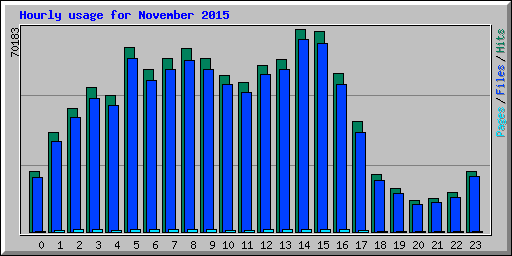 Hourly usage for November 2015
70183
Pages/Files/Hits
0 1 2 3 4 5 6 7 8 9 10 11 12 13 14 15 16 17 18 19 20 21 22 23